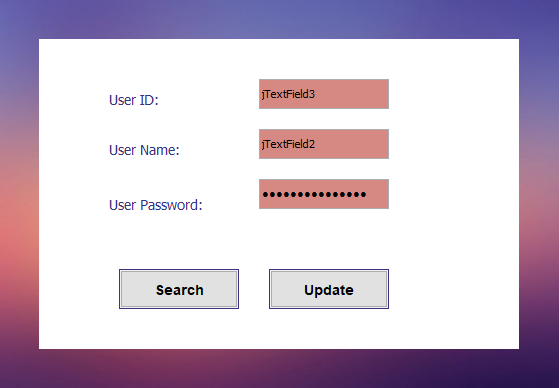 User ID:
jTextField3
User Name:
jTextField2
User Password:
•••••••••••••••
Search
Update